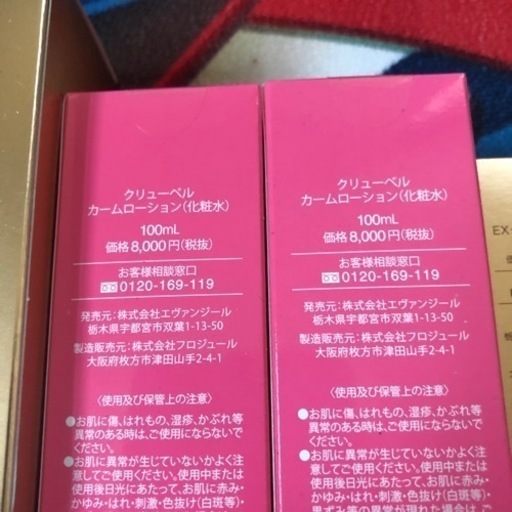 クリューベル
カームローション(化粧水)
100mL
価格 8,000円(税抜)
お客様相談窓口
0120-169-119
発売元:株式会社エヴァンジール
栃木県宇都宮市双葉1-13-50
製造販売元:株式会社フロジュール
大阪府枚方市津田山手2-4-1
〈使用及び保管上の注意〉
●お肌に傷、はれもの、湿疹、かぶれ等
異常のある時は、ご使用にならないで
ください。
●お肌に異常が生じていないかよく注
意してご使用ください。使用中または
使用後日光にあたって、お肌に赤み・
かゆみ・はれ・刺激・色抜け(白斑等)・
クリューベル
カームローション(化粧水)
100mL
価格 8,000円(税抜)
お客様相談窓口
0120-169-119
発売元:株式会社エヴァンジール
栃木県宇都宮市双葉1-13-50
製造販売元:株式会社フロジュール
大阪府枚方市津田山手2-4-1
〈使用及び保管上の注意〉
●お肌に傷、はれもの、湿疹、かぶれ等
異常のある時は、ご使用にならないで
ください。
●お肌に異常が生じていないかよく注
意してご使用ください。使用中または
使用後日光にあたって、お肌に赤み・
かゆみ・はれ・刺激・色抜け(白斑等)・
黒ずみ等の異常が現れた場合は、ご
EX